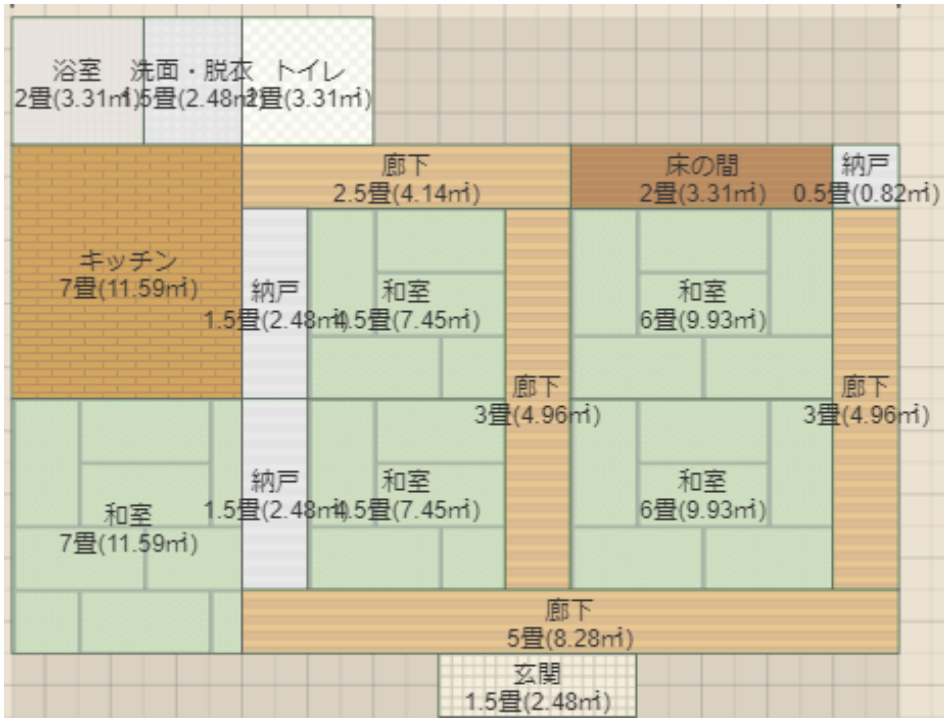 浴室
2畳(3.31㎡)
洗面・脱衣
5畳(2.48㎡)
トイレ
2畳(3.31㎡)
廊下
2.5畳(4.14㎡)
床の間
2畳(3.31㎡)
納戸
0.5畳(0.82㎡)
キッチン
7畳(11.59㎡)
納戸
1.5畳(2.48㎡)
和室
4.5畳(7.45㎡)
和室
6畳(9.93㎡)
廊下
3畳(4.96㎡)
廊下
3畳(4.96㎡)
和室
7畳(11.59㎡)
納戸
1.5畳(2.48㎡)
和室
4.5畳(7.45㎡)
和室
6畳(9.93㎡)
廊下
5畳(8.28㎡)
玄関
1.5畳(2.48㎡)